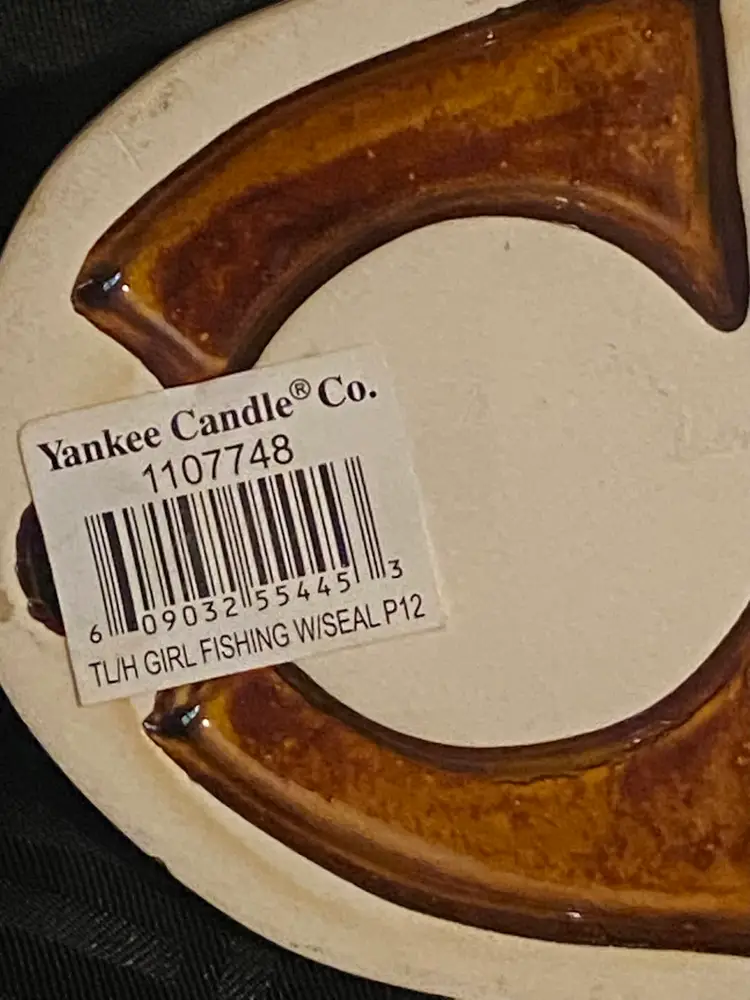 Yankee Candle® Co.
1107748
6 09032 55445 3
TL/H GIRL FISHING W/SEAL P12